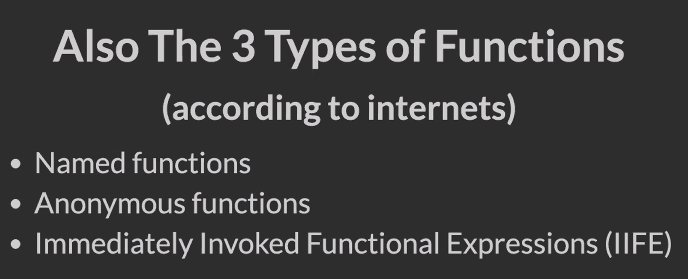 Also The 3 Types of Functions
(according to internets)
• Named functions
• Anonymous functions
• Immediately Invoked Functional Expressions (IIFE)